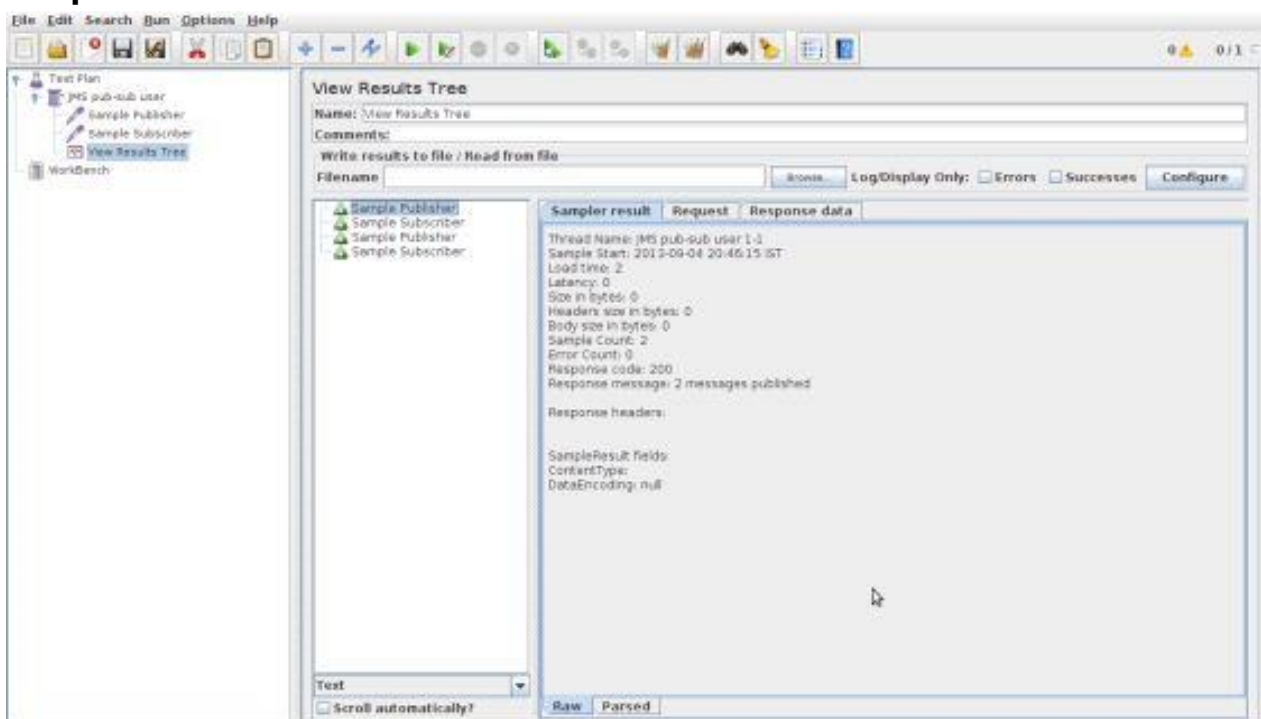 File Edit Search Run Options Help
0 0/1
Test Plan
JMS pub-sub user
Sample Publisher
Sample Subscriber
View Results Tree
WorkBench
View Results Tree
Name: View Results Tree
Comments:
Write results to file / Read from file
Filename Browse... Log/Display Only: Errors Successes Configure
Sample Publisher
Sample Subscriber
Sample Publisher
Sample Subscriber
Text
Scroll automatically?
Sampler result Request Response data
Thread Name: JMS pub-sub user 1-1
Sample Start: 2013-09-04 20:46:15 IST
Load time: 2
Latency: 0
Size in bytes: 0
Headers size in bytes: 0
Body size in bytes: 0
Sample Count: 2
Error Count: 0
Response code: 200
Response message: 2 messages published
Response headers:
SampleResult fields:
ContentType:
DataEncoding: null
Raw Parsed